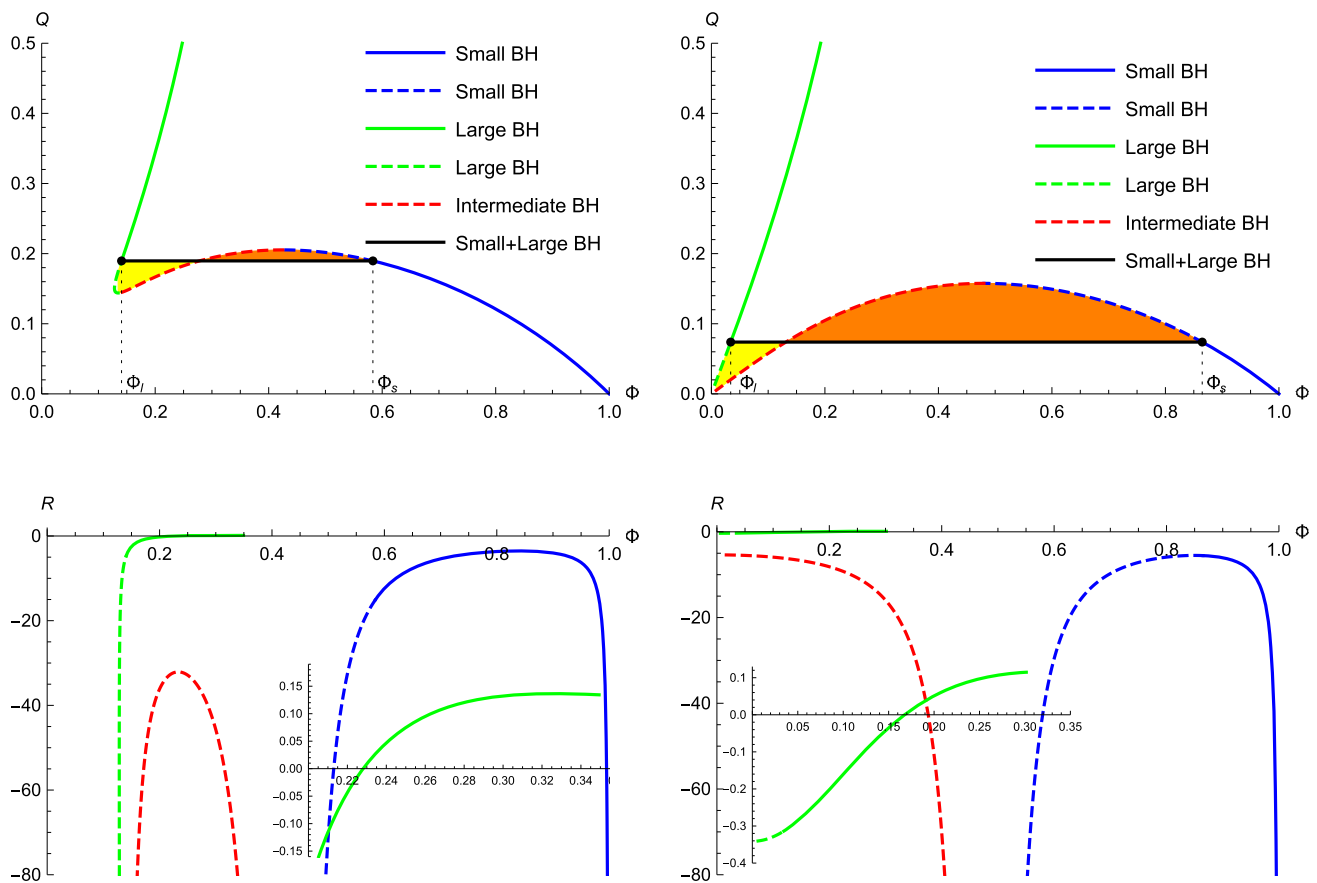 Q
0.5
0.4
0.3
0.2
0.1
0.0
0.0
0.2
0.4
0.6
0.8
1.0
Φ
Φl
Φs
Small BH
Small BH
Large BH
Large BH
Intermediate BH
Small+Large BH
Q
0.5
0.4
0.3
0.2
0.1
0.0
0.0
0.2
0.4
0.6
0.8
1.0
Φ
Φl
Φs
Small BH
Small BH
Large BH
Large BH
Intermediate BH
Small+Large BH
R
0
−20
−40
−60
−80
0.2
0.4
0.6
0.8
1.0
Φ
0.15
0.10
0.05
0.00
−0.05
−0.10
−0.15
0.22
0.24
0.26
0.28
0.30
0.32
0.34
R
0
−20
−40
−60
−80
0.2
0.4
0.6
0.8
1.0
Φ
0.1
0.0
−0.1
−0.2
−0.3
−0.4
0.05
0.10
0.15
0.20
0.25
0.30
0.35